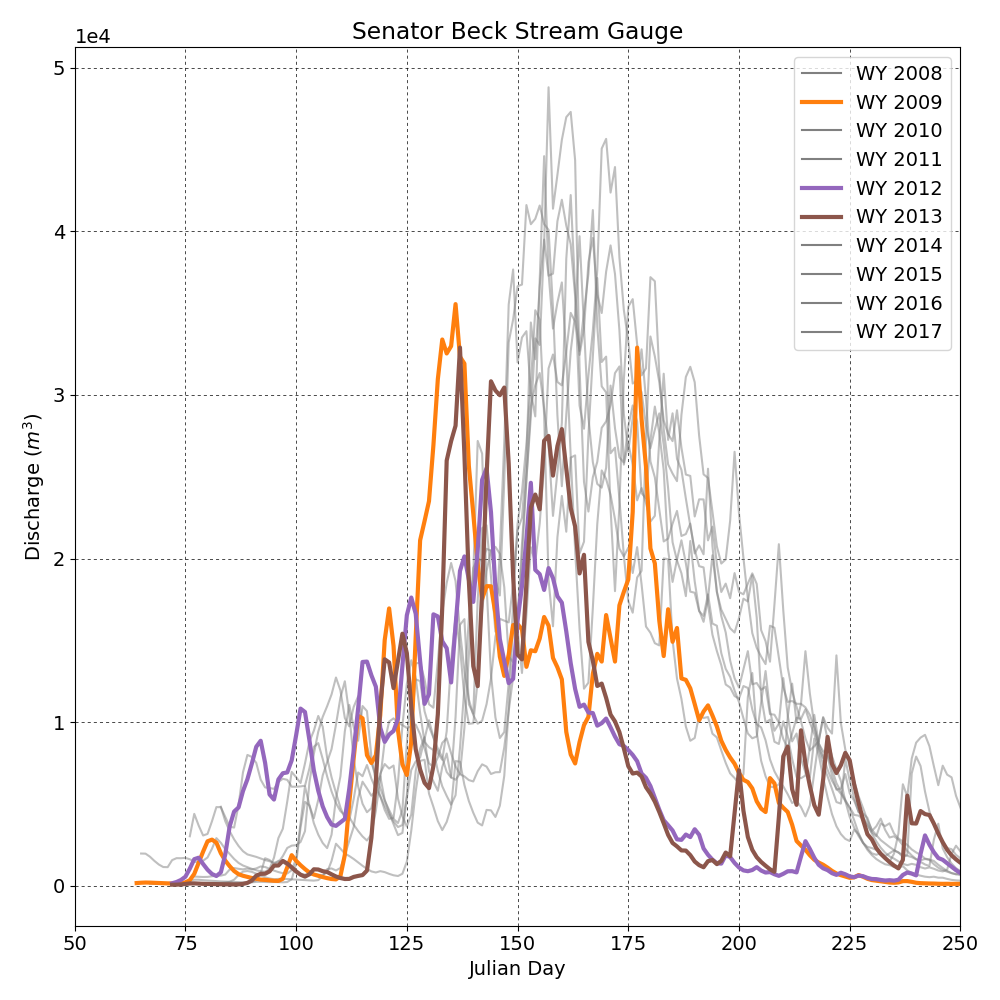 Senator Beck Stream Gauge
1e4
5
4
3
2
1
0
Discharge (m³)
50 75 100 125 150 175 200 225 250
Julian Day
WY 2008
WY 2009
WY 2010
WY 2011
WY 2012
WY 2013
WY 2014
WY 2015
WY 2016
WY 2017